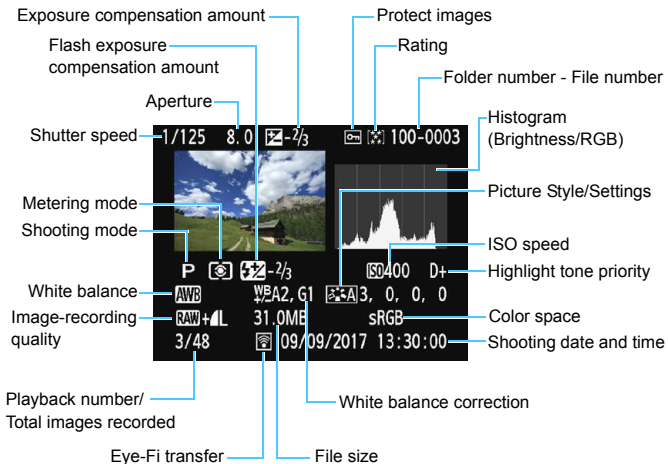 Exposure compensation amount
Protect images
Flash exposure
compensation amount
Rating
Folder number - File number
Aperture
Histogram
(Brightness/RGB)
Shutter speed
1/125 8.0 -2/3 100-0003
Metering mode
Picture Style/Settings
Shooting mode
ISO speed
P -2/3 ISO400 D+
Highlight tone priority
White balance
AWB WB+/-A2, G1 A3, 0, 0, 0
Image-recording
quality
RAW+L 31.0MB sRGB
Color space
3/48 09/09/2017 13:30:00
Shooting date and time
Playback number/
Total images recorded
White balance correction
Eye-Fi transfer
File size